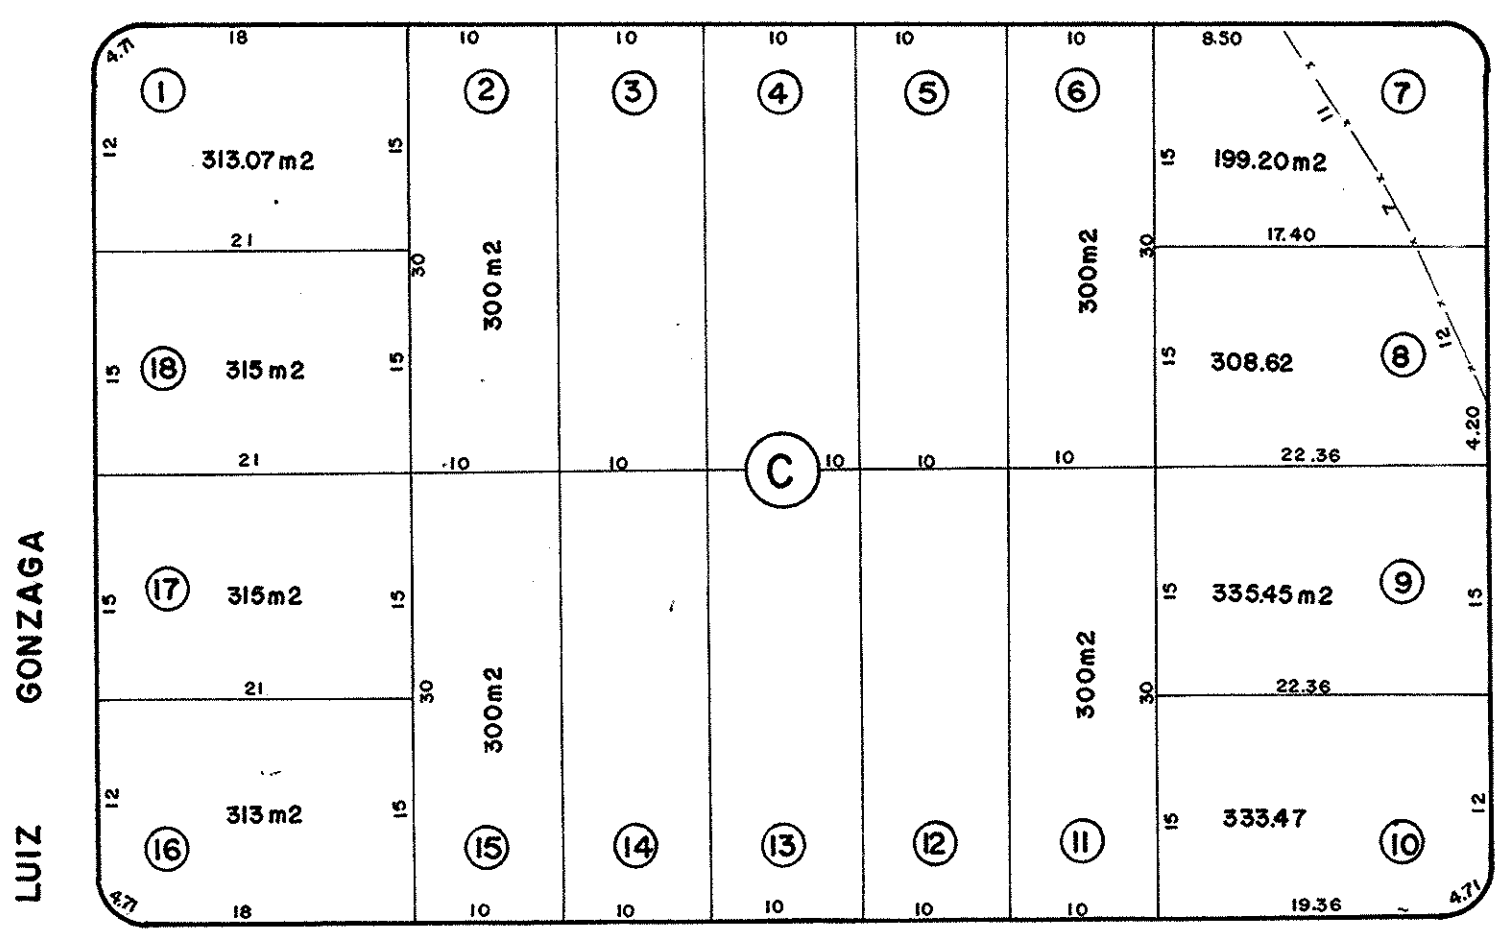 4.71 18 10 10 10 10 10 8.50
1 2 3 4 5 6 7
12 313.07 m2 15 15 199.20 m2 11
21 30 300 m2 300 m2 30 17.40 7
15 18 315 m2 15 15 308.62 8 12
4.20
21 10 10 C 10 10 10 22.36
15 17 315 m2 15 15 335.45 m2 9 15
21 30 300 m2 300 m2 30 22.36
12 313 m2 15 15 333.47 12
16 15 14 13 12 11 10
4.71 18 10 10 10 10 10 19.36 4.71
LUIZ GONZAGA